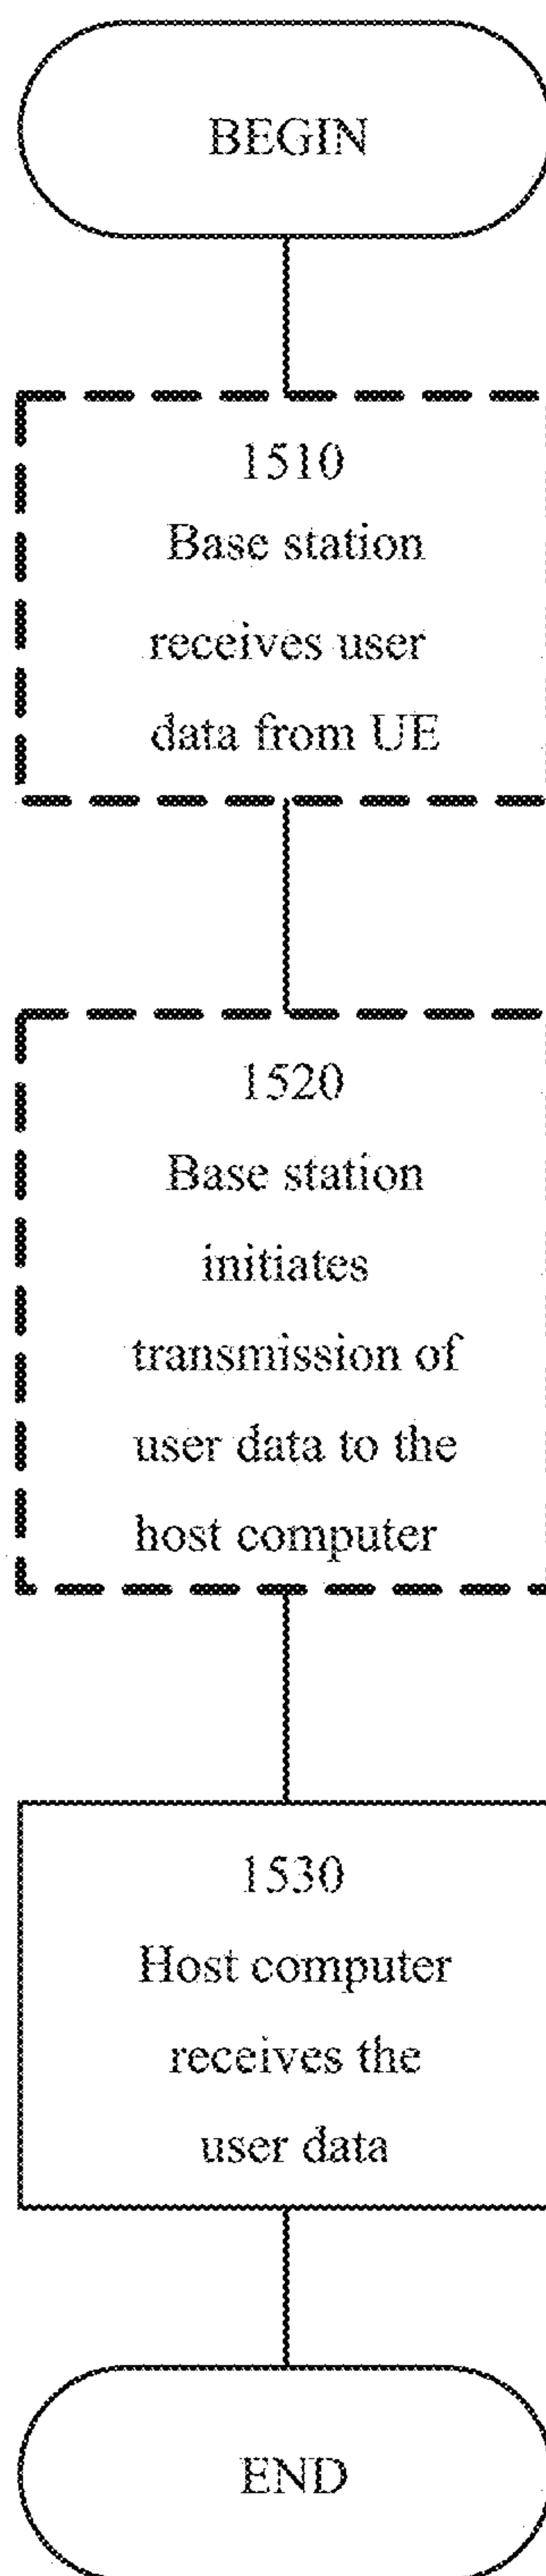 BEGIN
1510
Base station
receives user
data from UE
1520
Base station
initiates
transmission of
user data to the
host computer
1530
Host computer
receives the
user data
END